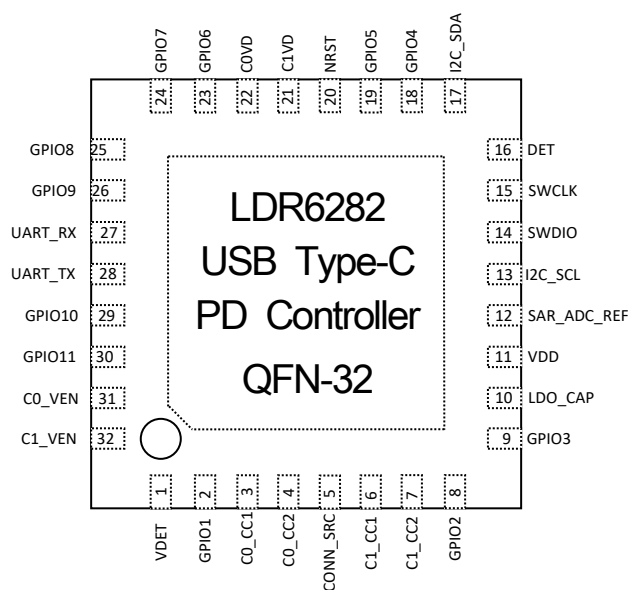 GPIO7
GPIO6
C0VD
C1VD
NRST
GPIO5
GPIO4
I2C_SDA
24
23
22
21
20
19
18
17
GPIO8 25
GPIO9 26
UART_RX 27
UART_TX 28
GPIO10 29
GPIO11 30
C0_VEN 31
C1_VEN 32
LDR6282
USB Type-C
PD Controller
QFN-32
16 DET
15 SWCLK
14 SWDIO
13 I2C_SCL
12 SAR_ADC_REF
11 VDD
10 LDO_CAP
9 GPIO3
1
2
3
4
5
6
7
8
VDET
GPIO1
C0_CC1
C0_CC2
CONN_SRC
C1_CC1
C1_CC2
GPIO2